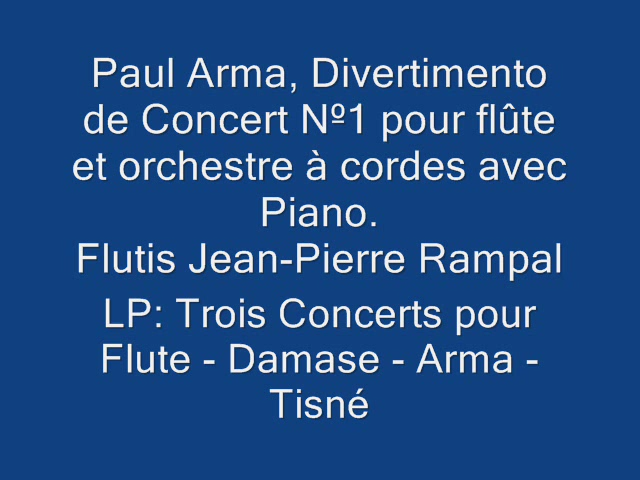 Paul Arma, Divertimento
de Concert Nº1 pour flûte
et orchestre à cordes avec
Piano.
Flutis Jean-Pierre Rampal
LP: Trois Concerts pour
Flute - Damase - Arma -
Tisné